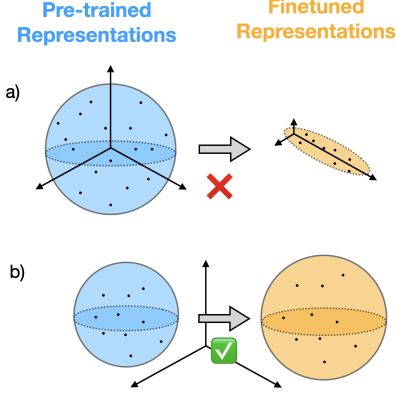 Pre-trained
Representations
Finetuned
Representations
a)
b)